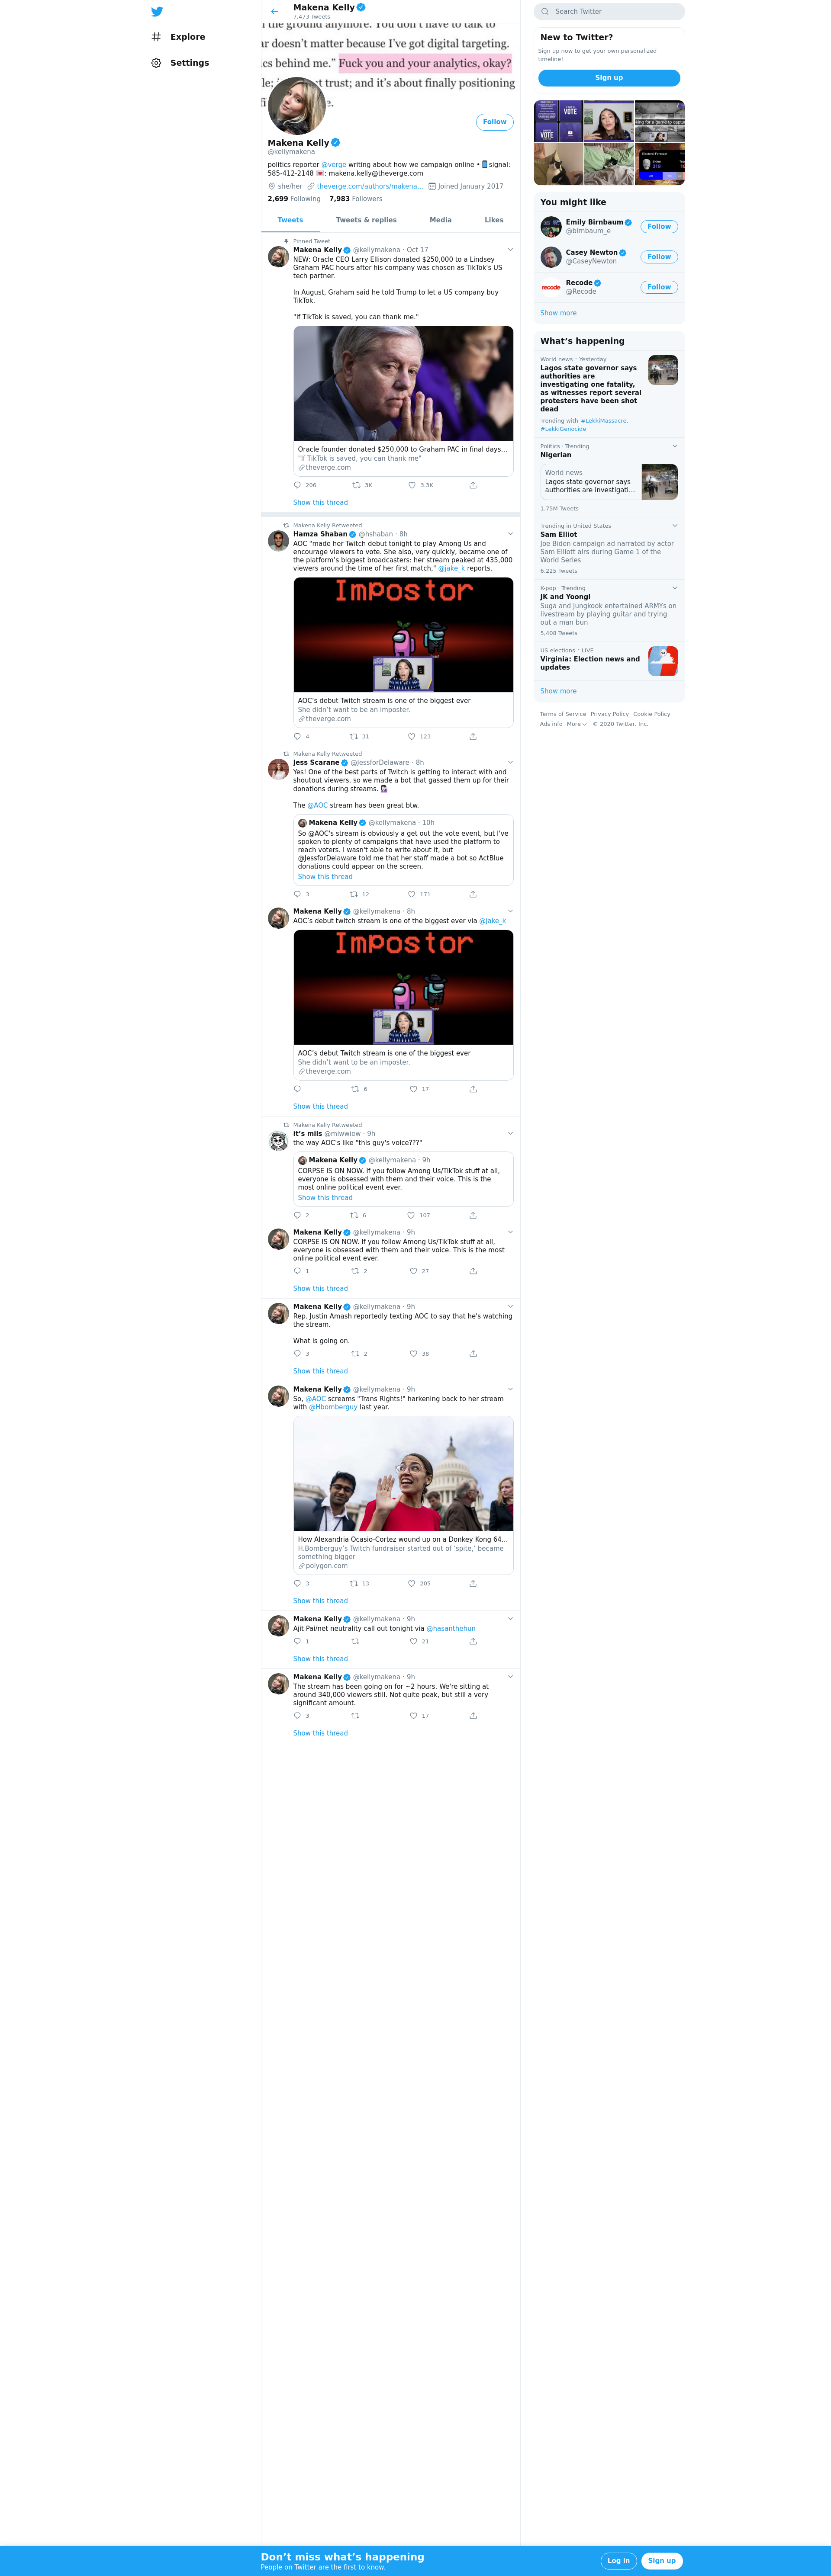 Explore
Settings
Makena Kelly
7,473 Tweets
the ground anyway. You don't have to talk to
doesn't matter because I've got digital targeting.
ics behind me." Fuck you and your analytics, okay?
trust; and it's about finally positioning
Follow
Makena Kelly
@kellymakena
politics reporter @verge writing about how we campaign online • 📱signal:
585-412-2148 💌: makena.kelly@theverge.com
she/her theverge.com/authors/makena… Joined January 2017
2,699 Following 7,983 Followers
Tweets Tweets & replies Media Likes
Pinned Tweet
Makena Kelly @kellymakena · Oct 17
NEW: Oracle CEO Larry Ellison donated $250,000 to a Lindsey
Graham PAC hours after his company was chosen as TikTok's US
tech partner.
In August, Graham said he told Trump to let a US company buy
TikTok.
"If TikTok is saved, you can thank me."
Oracle founder donated $250,000 to Graham PAC in final days…
"If TikTok is saved, you can thank me"
theverge.com
206 3K 3.3K
Show this thread
Makena Kelly Retweeted
Hamza Shaban @hshaban · 8h
AOC "made her Twitch debut tonight to play Among Us and
encourage viewers to vote. She also, very quickly, became one of
the platform's biggest broadcasters: her stream peaked at 435,000
viewers around the time of her first match," @jake_k reports.
Impostor
AOC's debut Twitch stream is one of the biggest ever
She didn't want to be an imposter.
theverge.com
4 31 123
Makena Kelly Retweeted
Jess Scarane @JessforDelaware · 8h
Yes! One of the best parts of Twitch is getting to interact with and
shoutout viewers, so we made a bot that gassed them up for their
donations during streams.
The @AOC stream has been great btw.
Makena Kelly @kellymakena · 10h
So @AOC's stream is obviously a get out the vote event, but I've
spoken to plenty of campaigns that have used the platform to
reach voters. I wasn't able to write about it, but
@JessforDelaware told me that her staff made a bot so ActBlue
donations could appear on the screen.
Show this thread
3 12 171
Makena Kelly @kellymakena · 8h
AOC's debut twitch stream is one of the biggest ever via @jake_k
Impostor
AOC's debut Twitch stream is one of the biggest ever
She didn't want to be an imposter.
theverge.com
6 17
Show this thread
Makena Kelly Retweeted
it's mils @miwwiew · 9h
the way AOC's like "this guy's voice???"
Makena Kelly @kellymakena · 9h
CORPSE IS ON NOW. If you follow Among Us/TikTok stuff at all,
everyone is obsessed with them and their voice. This is the
most online political event ever.
Show this thread
2 6 107
Makena Kelly @kellymakena · 9h
CORPSE IS ON NOW. If you follow Among Us/TikTok stuff at all,
everyone is obsessed with them and their voice. This is the most
online political event ever.
1 2 27
Show this thread
Makena Kelly @kellymakena · 9h
Rep. Justin Amash reportedly texting AOC to say that he's watching
the stream.
What is going on.
3 2 38
Show this thread
Makena Kelly @kellymakena · 9h
So, @AOC screams "Trans Rights!" harkening back to her stream
with @Hbomberguy last year.
How Alexandria Ocasio-Cortez wound up on a Donkey Kong 64…
H.Bomberguy's Twitch fundraiser started out of 'spite,' became
something bigger
polygon.com
3 13 205
Show this thread
Makena Kelly @kellymakena · 9h
Ajit Pai/net neutrality call out tonight via @hasanthehun
1 21
Show this thread
Makena Kelly @kellymakena · 9h
The stream has been going on for ~2 hours. We're sitting at
around 340,000 viewers still. Not quite peak, but still a very
significant amount.
3 17
Show this thread
Search Twitter
New to Twitter?
Sign up now to get your own personalized
timeline!
Sign up
VOTE
VOTE
You might like
Emily Birnbaum
@birnbaum_e
Follow
Casey Newton
@CaseyNewton
Follow
recode
Recode
@Recode
Follow
Show more
What's happening
World news · Yesterday
Lagos state governor says
authorities are
investigating one fatality,
as witnesses report several
protesters have been shot
dead
Trending with #LekkiMassacre,
#LekkiGenocide
Politics · Trending
Nigerian
World news
Lagos state governor says
authorities are investigati…
1.75M Tweets
Trending in United States
Sam Elliot
Joe Biden campaign ad narrated by actor
Sam Elliott airs during Game 1 of the
World Series
6,225 Tweets
K-pop · Trending
JK and Yoongi
Suga and Jungkook entertained ARMYs on
livestream by playing guitar and trying
out a man bun
5,408 Tweets
US elections · LIVE
Virginia: Election news and
updates
Show more
Terms of Service Privacy Policy Cookie Policy
Ads info More © 2020 Twitter, Inc.
Don't miss what's happening
People on Twitter are the first to know.
Log in
Sign up